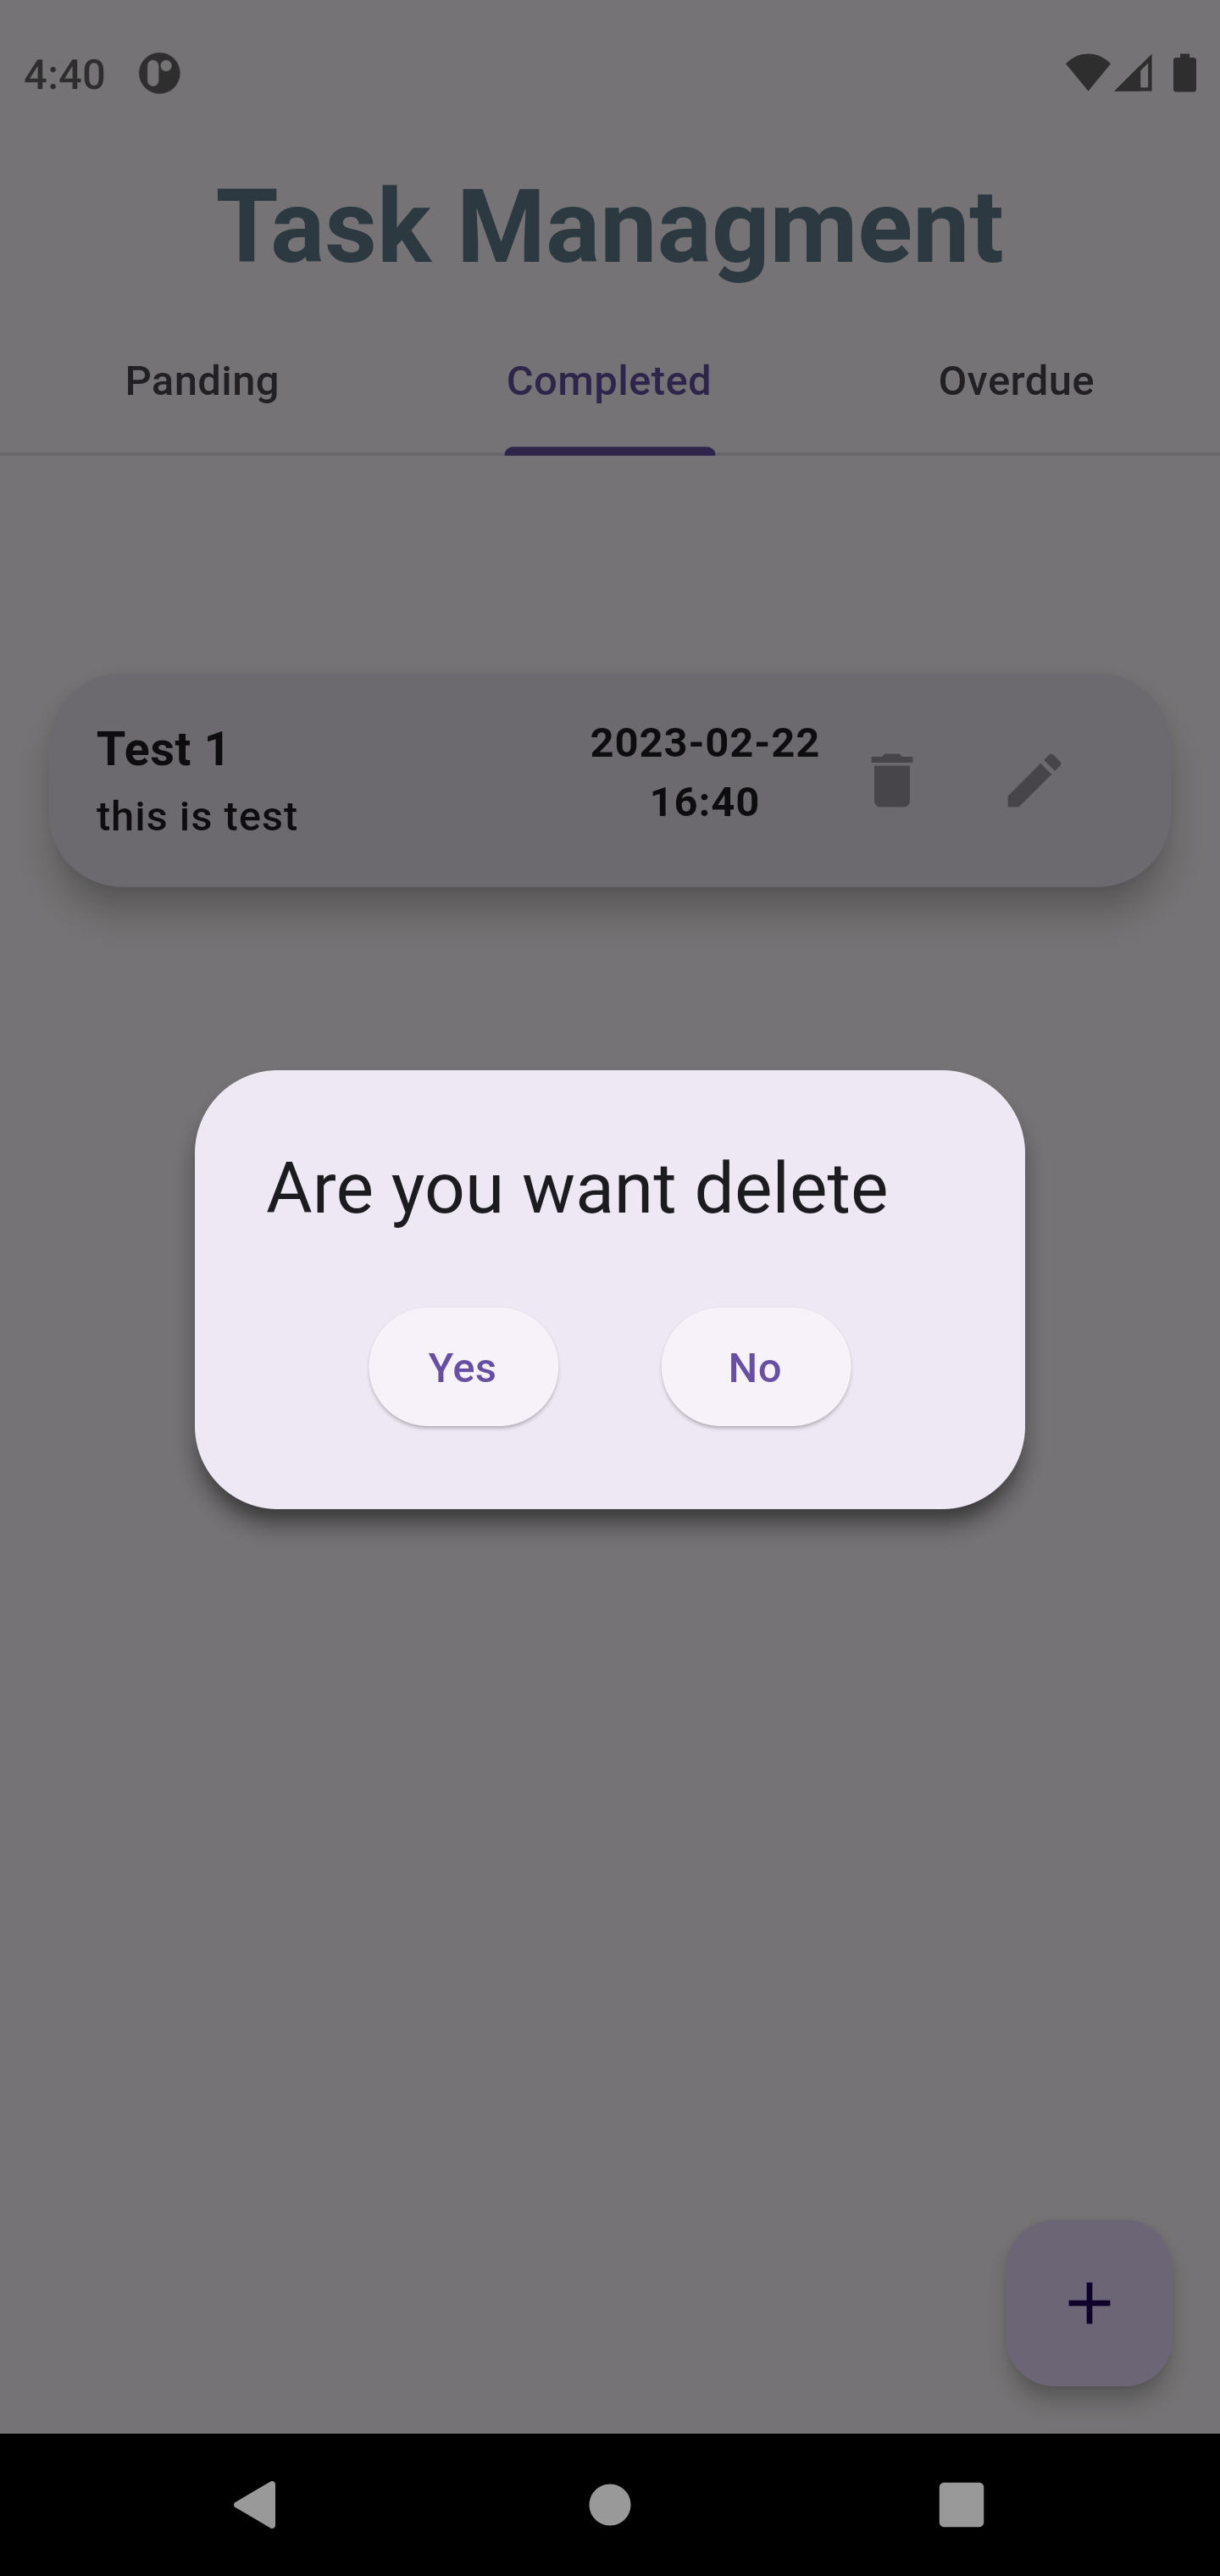 4:40
Task Managment
Panding Completed Overdue
Test 1
this is test
2023-02-22
16:40
Are you want delete
Yes No